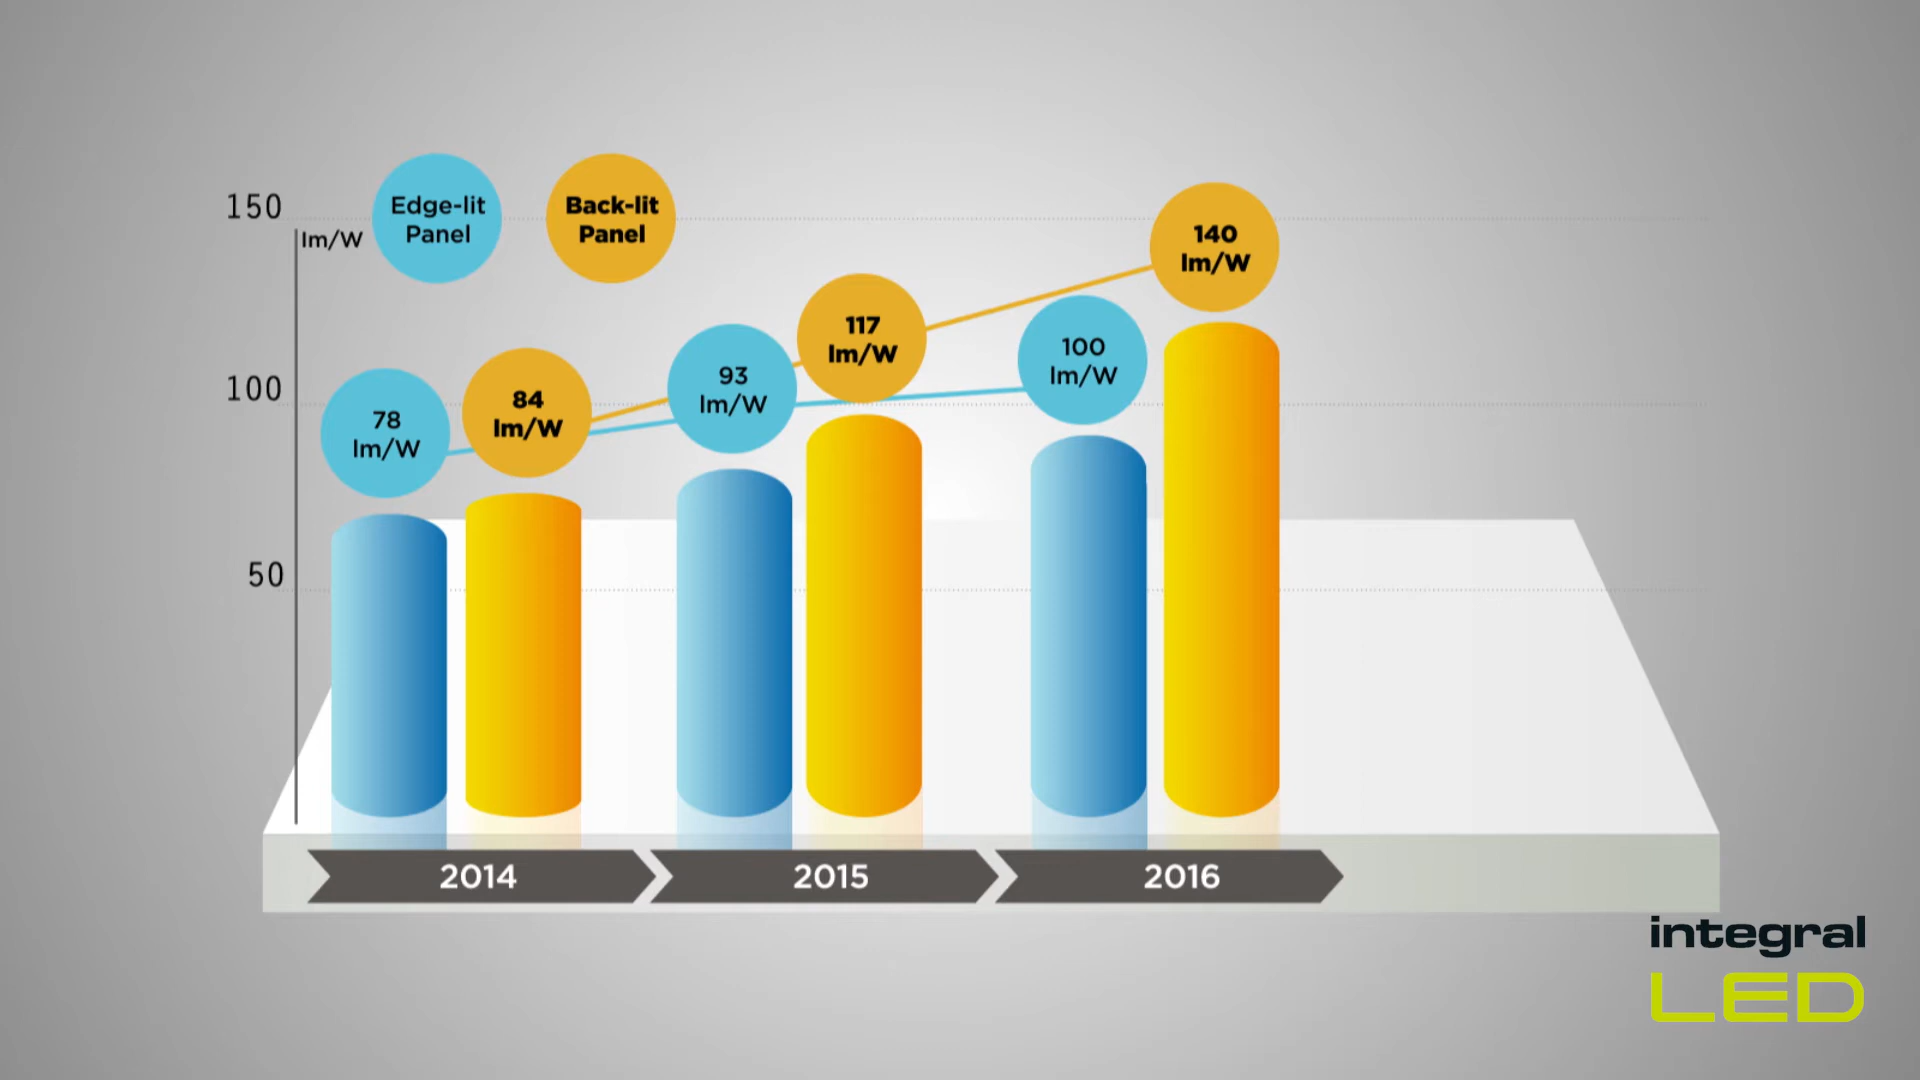 150
lm/W
Edge-lit
Panel
Back-lit
Panel
100
50
78
lm/W
84
lm/W
93
lm/W
117
lm/W
100
lm/W
140
lm/W
2014
2015
2016
integral
LED